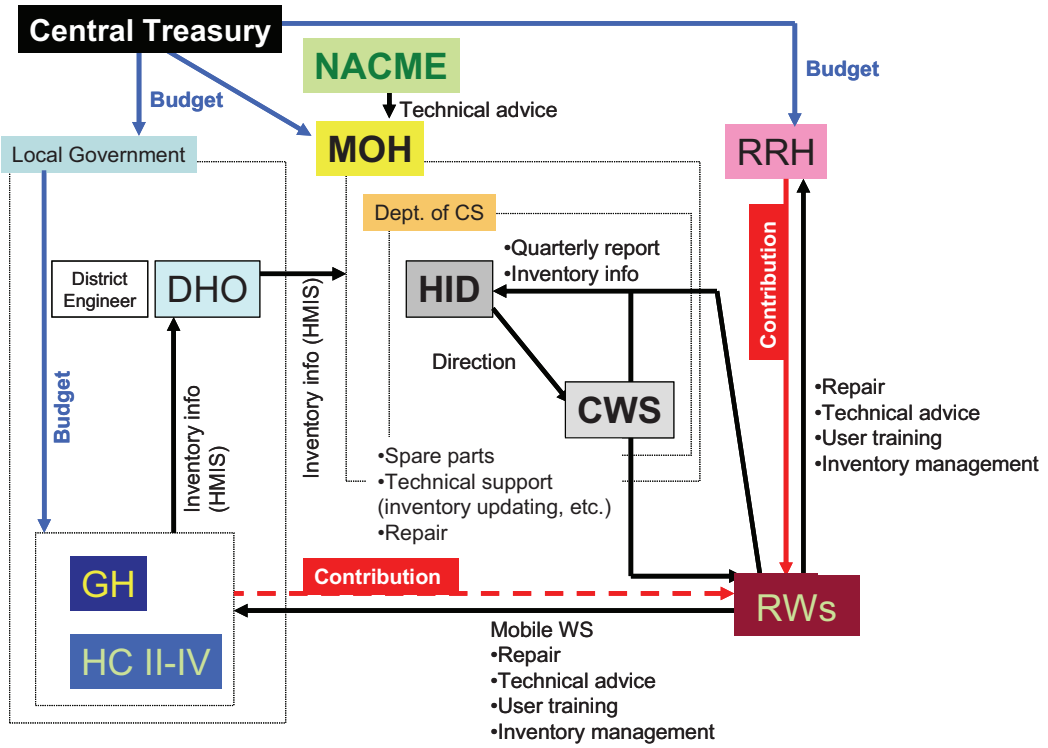 Central Treasury
NACME
Budget
Budget
Technical advice
Local Government
MOH
RRH
Dept. of CS
•Quarterly report
•Inventory info
District
Engineer
DHO
HID
Inventory info (HMIS)
Contribution
Direction
CWS
•Repair
•Technical advice
•User training
•Inventory management
Budget
Inventory info
(HMIS)
•Spare parts
•Technical support
(inventory updating, etc.)
•Repair
GH
Contribution
RWs
HC II-IV
Mobile WS
•Repair
•Technical advice
•User training
•Inventory management